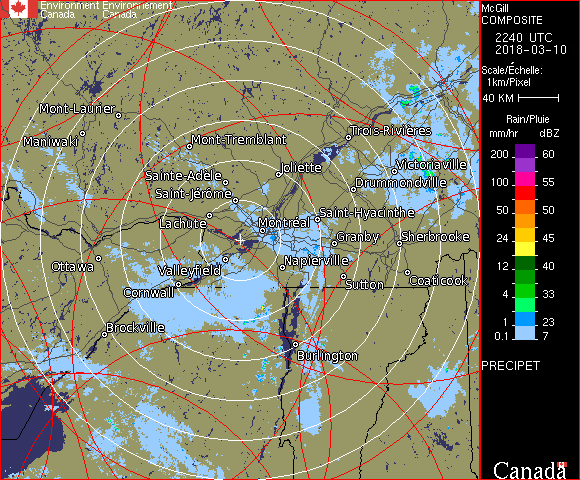 Environment Environnement
Canada Canada
McGill
COMPOSITE
2240 UTC
2018-03-10
Scale/Échelle:
1km/Pixel
40 KM
Rain/Pluie
mm/hr dBZ
200 60
100 55
50 50
24 45
12 40
4 33
1 23
0.1 7
PRECIPET
Canada
Mont-Laurier
Maniwaki
Mont-Tremblant
Trois-Rivières
Sainte-Adèle
Joliette
Victoriaville
Saint-Jérôme
Drummondville
Lachute
Montréal
Saint-Hyacinthe
Granby
Sherbrooke
Ottawa
Valleyfield
Napierville
Sutton
Coaticook
Cornwall
Brockville
Burlington